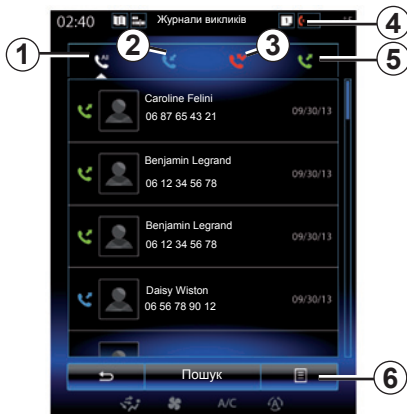 02:40 Журнали викликів
1
2
3
4
5
All
Caroline Felini
06 87 65 43 21
09/30/13
Benjamin Legrand
06 12 34 56 78
09/30/13
Benjamin Legrand
06 12 34 56 78
09/30/13
Daisy Wiston
06 56 78 90 12
09/30/13
Пошук
6
A/C